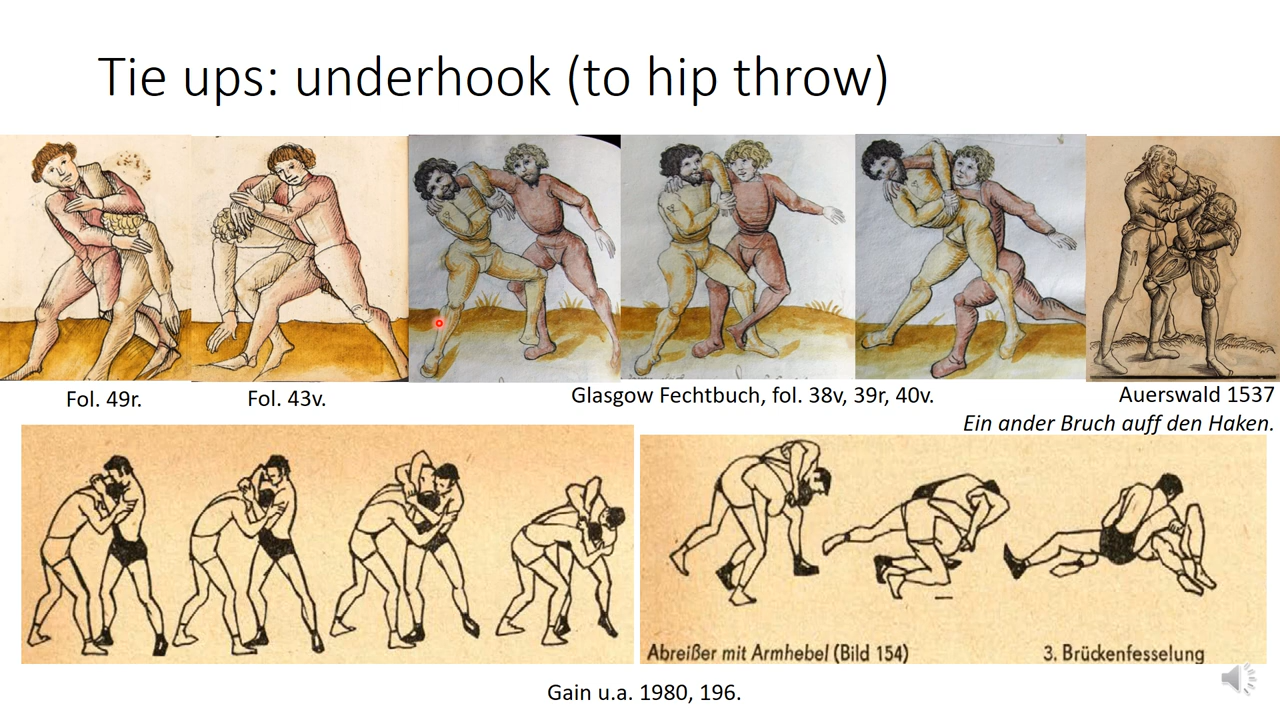 Tie ups: underhook (to hip throw)
Fol. 49r.
Fol. 43v.
Glasgow Fechtbuch, fol. 38v, 39r, 40v.
Auerswald 1537
Ein ander Bruch auff den Haken.
Abreißer mit Armhebel (Bild 154)
3. Brückenfesselung
Gain u.a. 1980, 196.